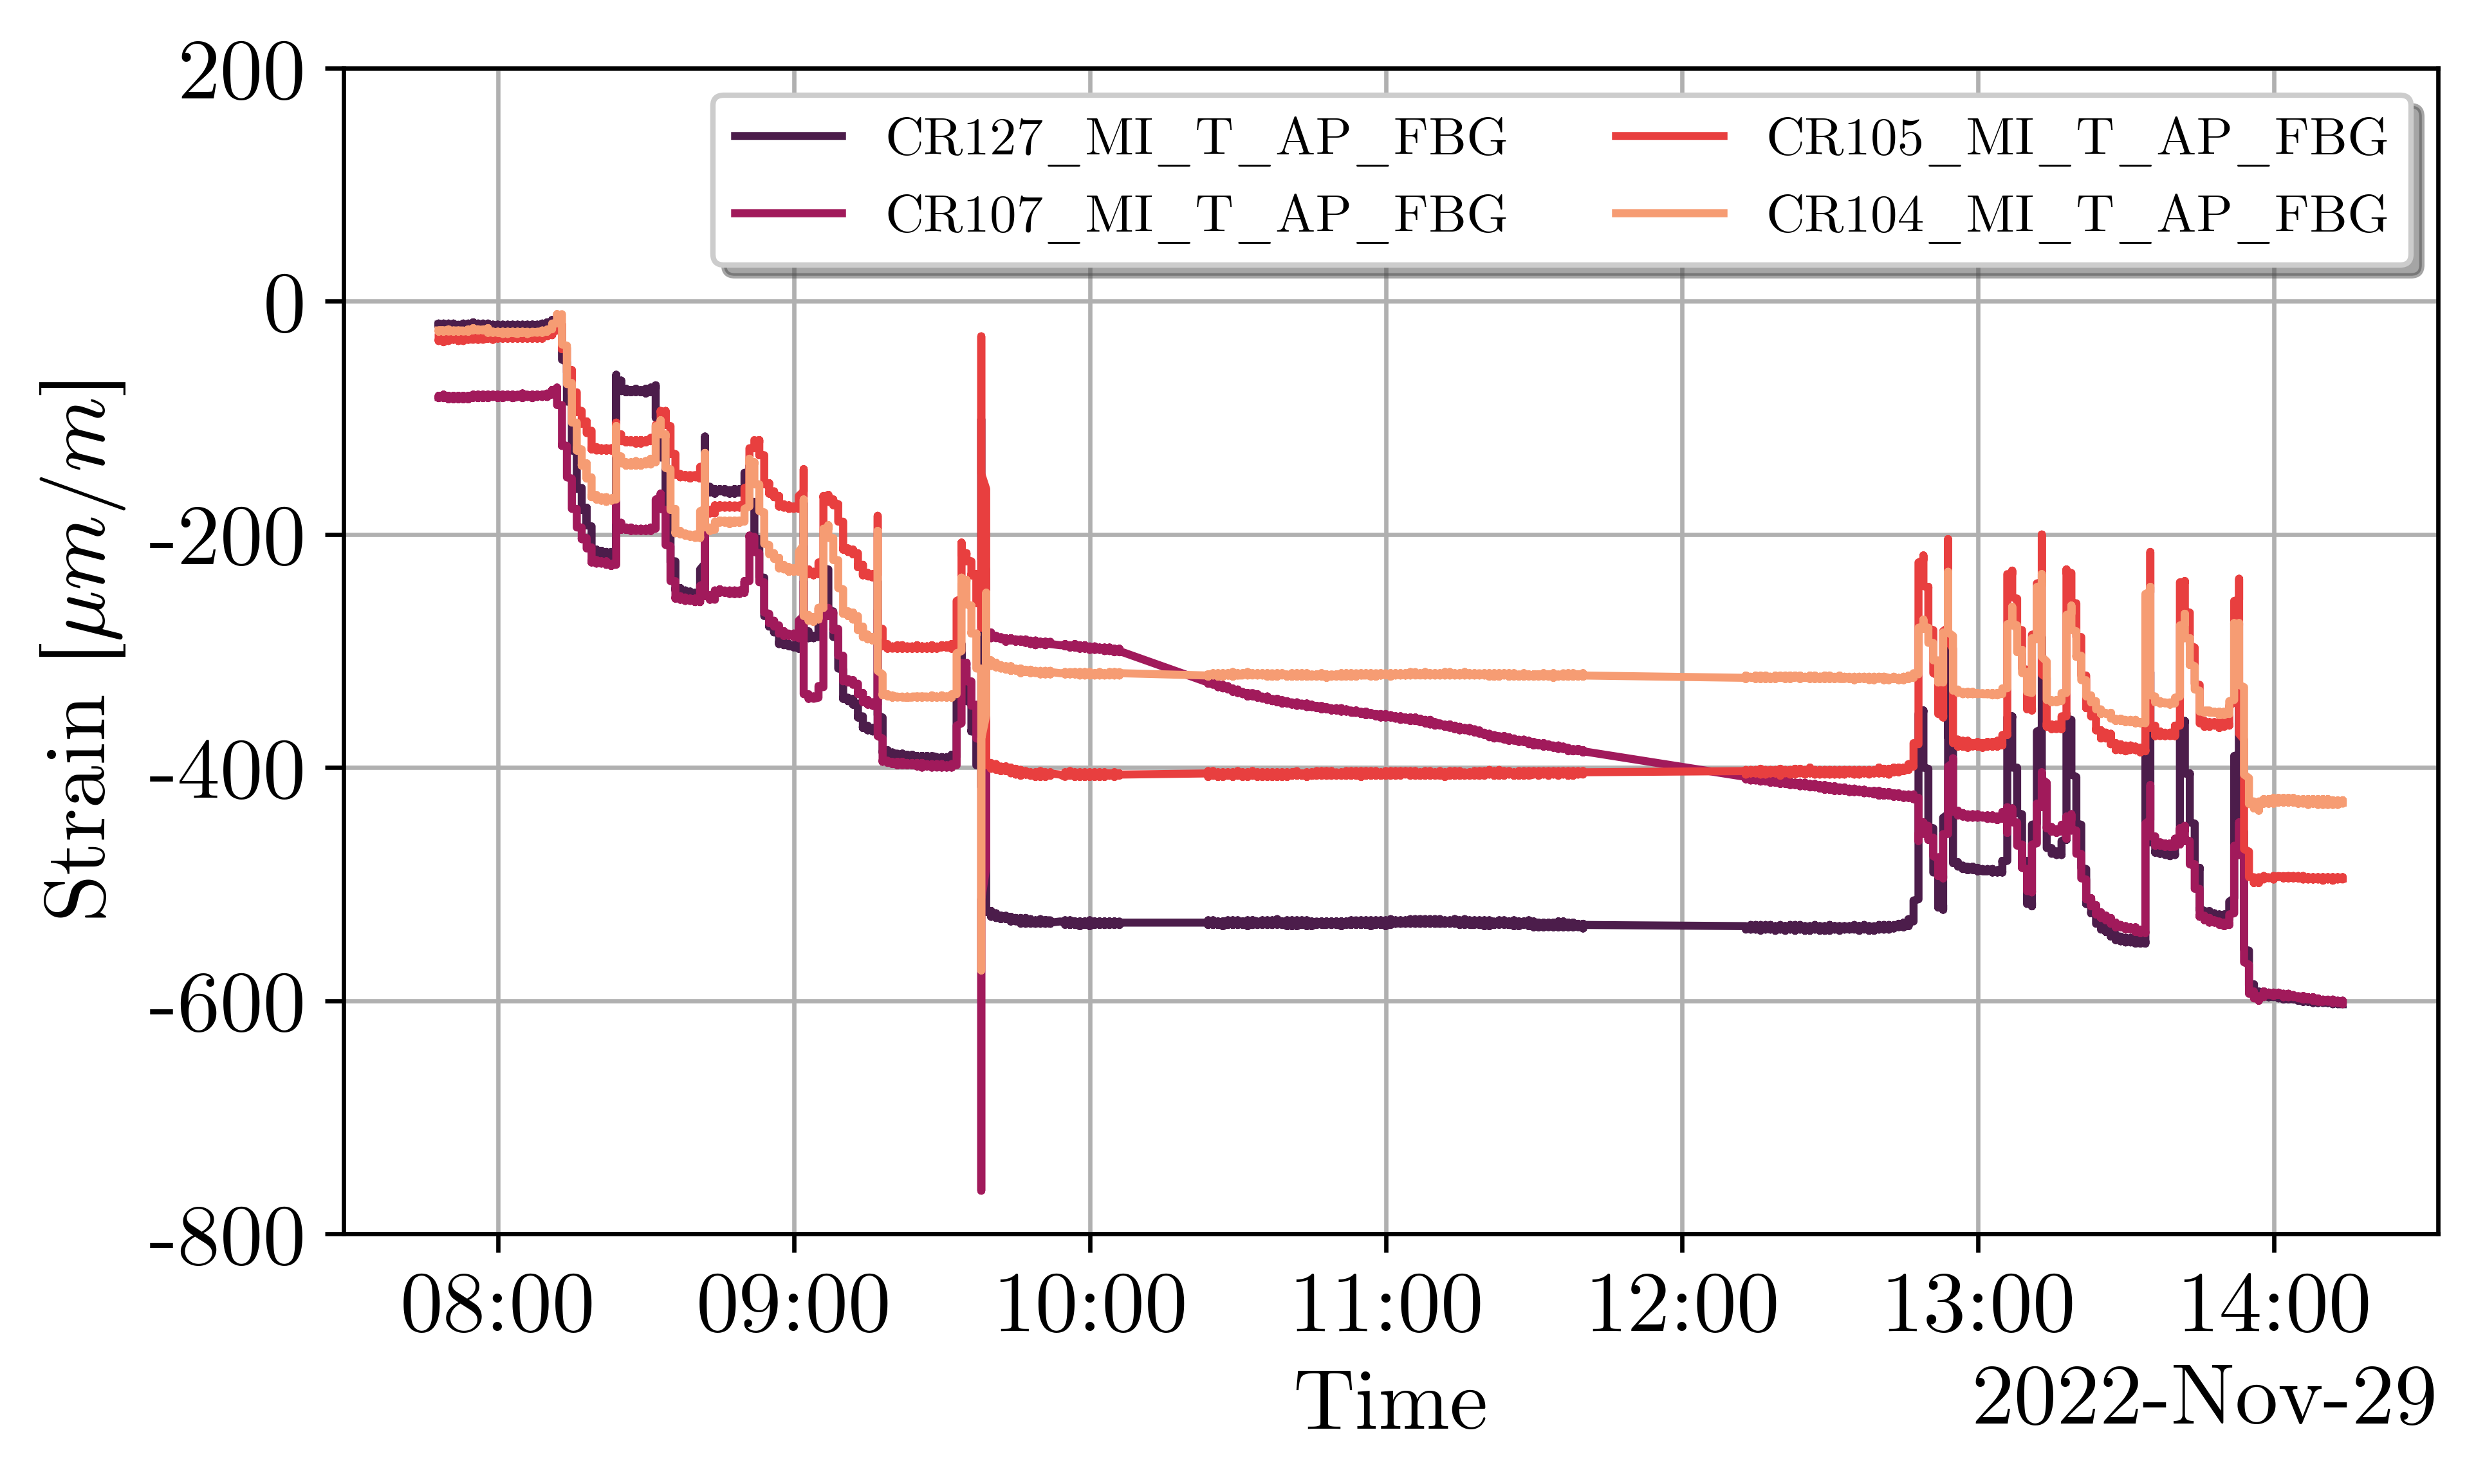 200
0
-200
-400
-600
-800
Strain [μm/m]
CR127_MI_T_AP_FBG
CR107_MI_T_AP_FBG
CR105_MI_T_AP_FBG
CR104_MI_T_AP_FBG
08:00 09:00 10:00 11:00 12:00 13:00 14:00
Time
2022-Nov-29